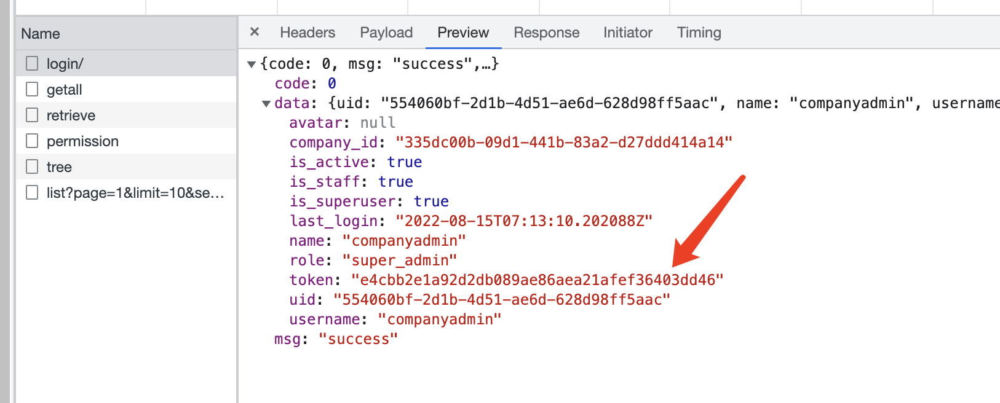 Name
login/
getall
retrieve
permission
tree
list?page=1&limit=10&se...
× Headers Payload Preview Response Initiator Timing
{code: 0, msg: "success",…}
code: 0
data: {uid: "554060bf-2d1b-4d51-ae6d-628d98ff5aac", name: "companyadmin", username
avatar: null
company_id: "335dc00b-09d1-441b-83a2-d27ddd414a14"
is_active: true
is_staff: true
is_superuser: true
last_login: "2022-08-15T07:13:10.202088Z"
name: "companyadmin"
role: "super_admin"
token: "e4cbb2e1a92d2db089ae86aea21afef36403dd46"
uid: "554060bf-2d1b-4d51-ae6d-628d98ff5aac"
username: "companyadmin"
msg: "success"